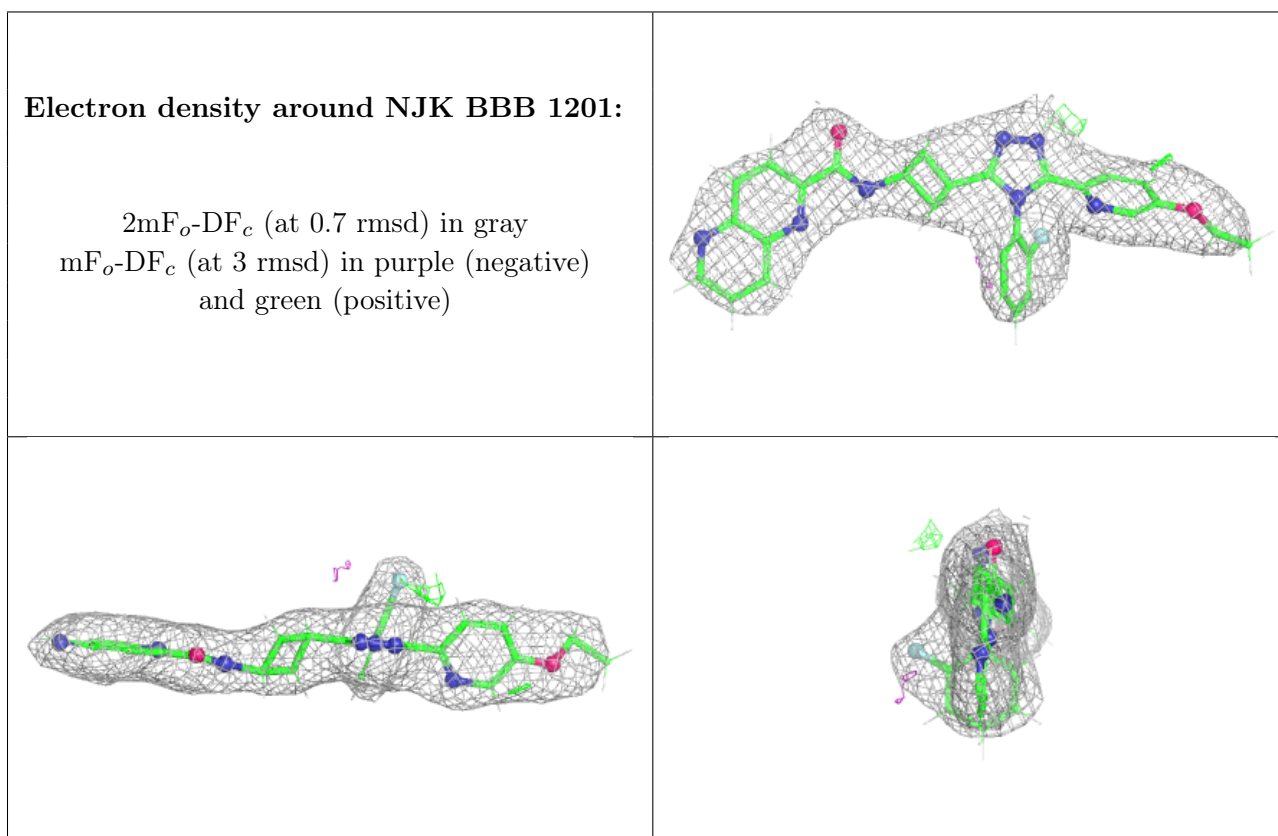 Electron density around NJK BBB 1201:
2mFo-DFc (at 0.7 rmsd) in gray
mFo-DFc (at 3 rmsd) in purple (negative)
and green (positive)